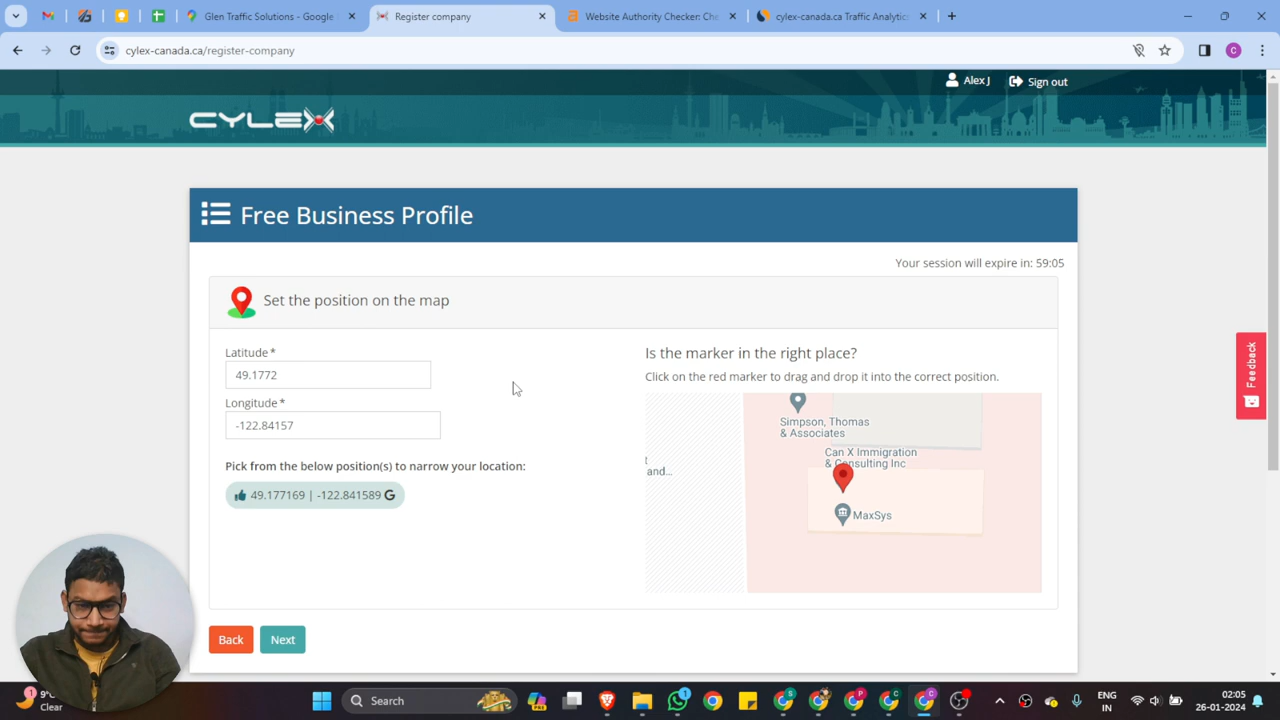 Glen Traffic Solutions - Google
Register company
Website Authority Checker: Che
cylex-canada.ca Traffic Analytic
cylex-canada.ca/register-company
C
Alex J
Sign out
CYLEX
Free Business Profile
Your session will expire in: 59:05
Set the position on the map
Latitude*
49.1772
Longitude*
-122.84157
Pick from the below position(s) to narrow your location:
49.177169 | -122.841589 G
Is the marker in the right place?
Click on the red marker to drag and drop it into the correct position.
Simpson, Thomas
& Associates
Can X Immigration
& Consulting Inc
and...
MaxSys
Feedback
Back
Next
1
9°C
Clear
Search
1
ENG
IN
02:05
26-01-2024